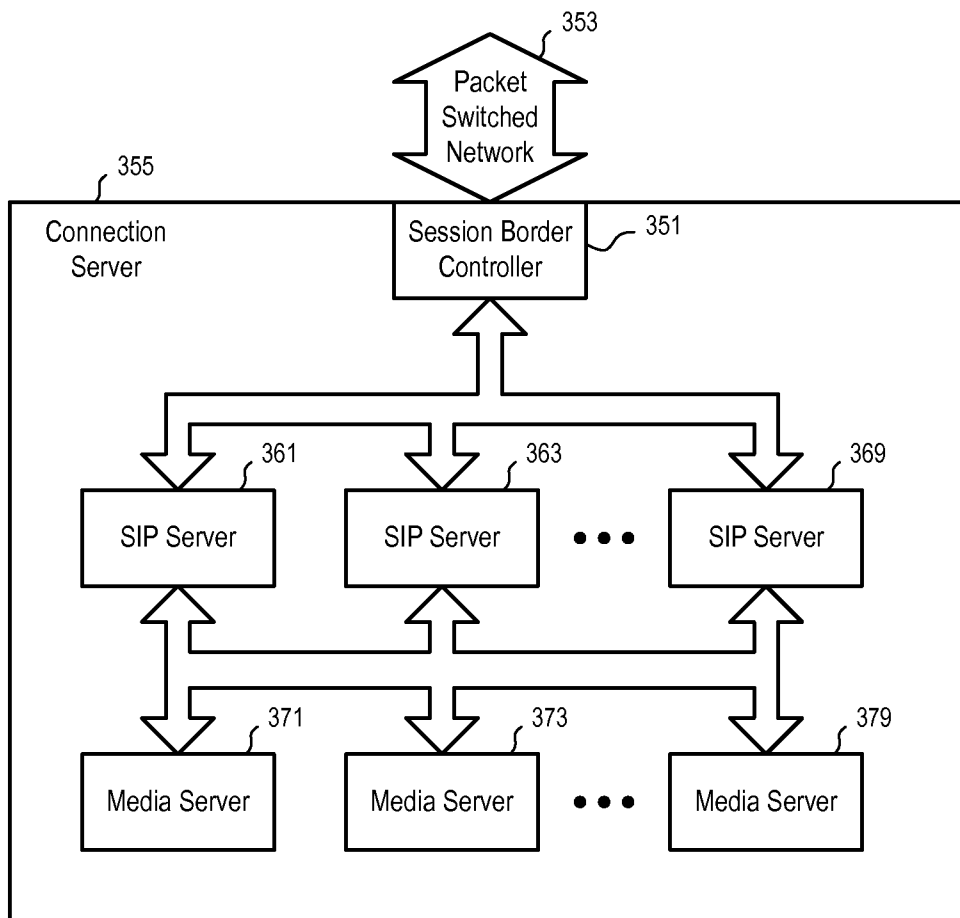 353
Packet
Switched
Network
355
Connection
Server
Session Border
Controller
351
361
363
369
SIP Server
SIP Server
SIP Server
371
373
379
Media Server
Media Server
Media Server